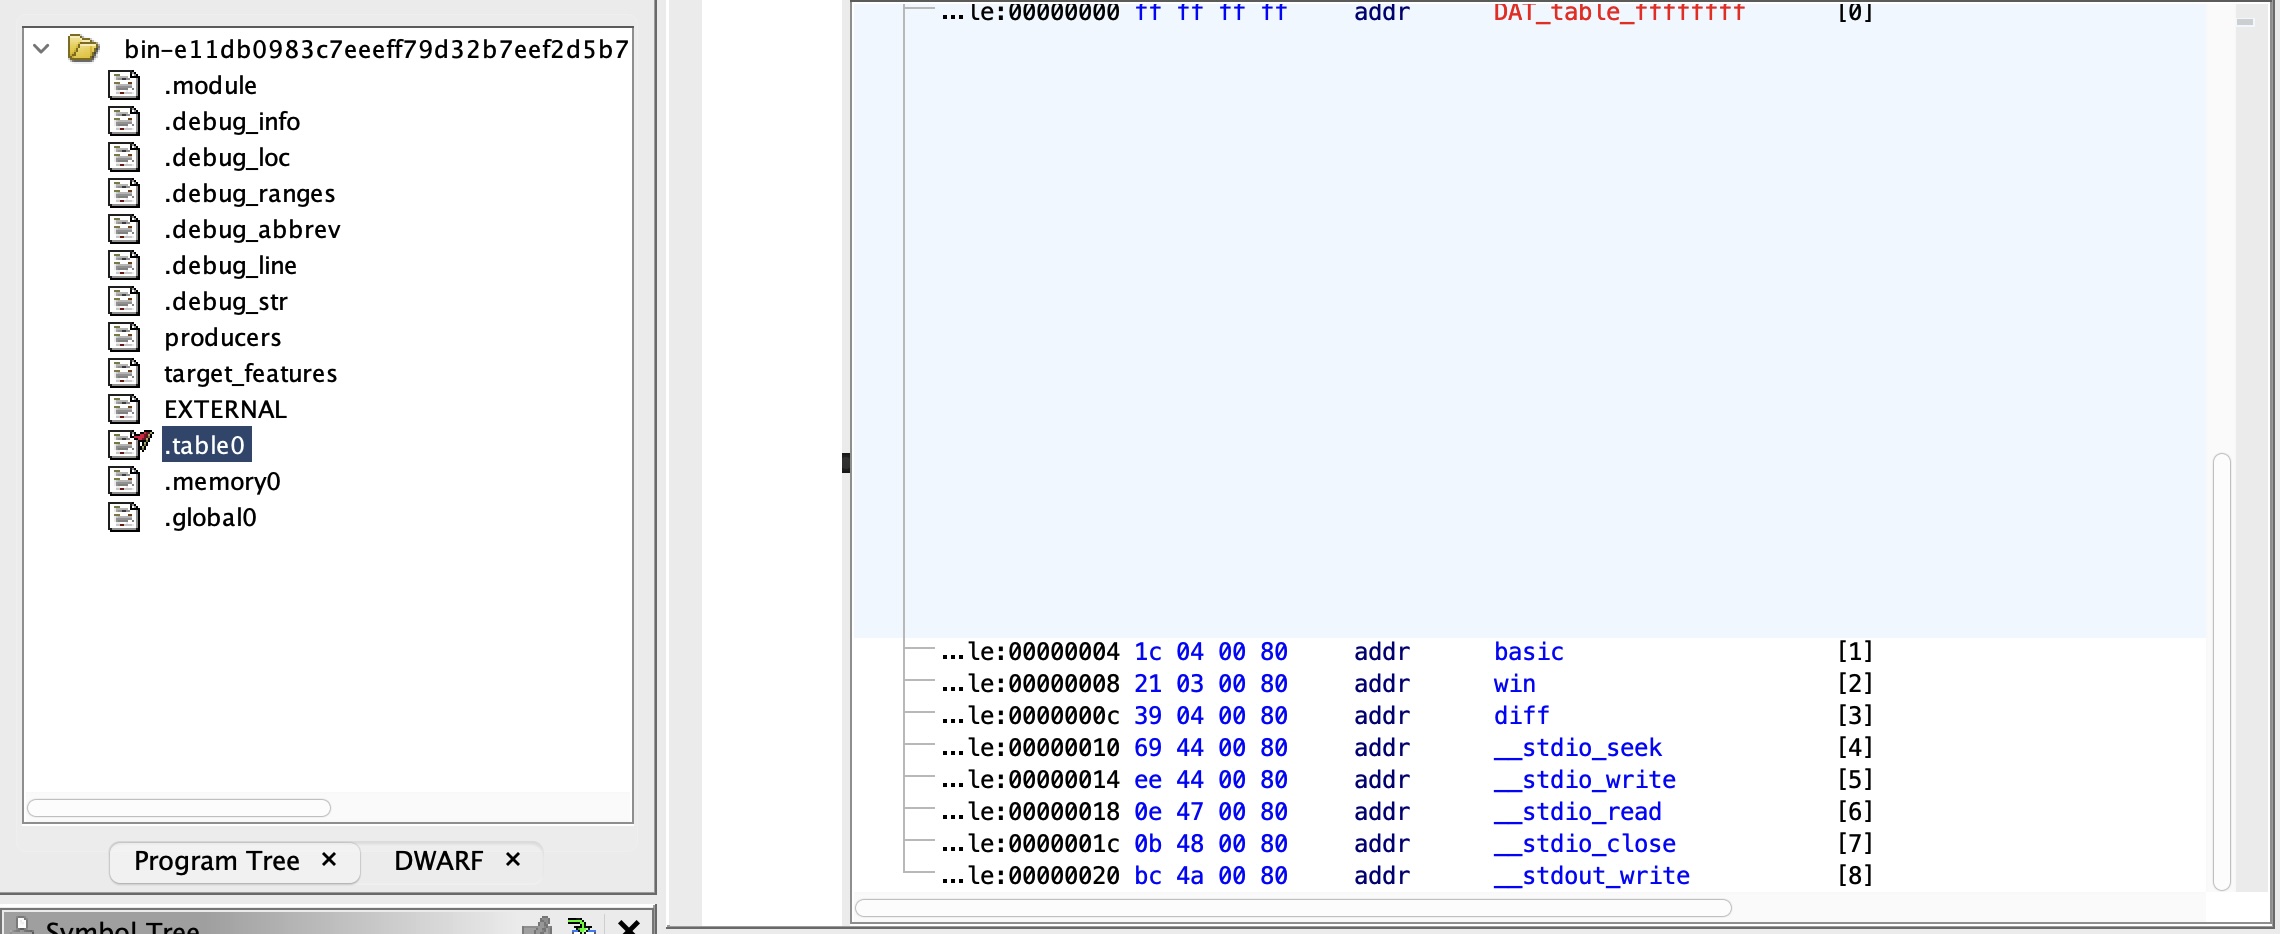 bin-e11db0983c7eeeff79d32b7eef2d5b7
.module
.debug_info
.debug_loc
.debug_ranges
.debug_abbrev
.debug_line
.debug_str
producers
target_features
EXTERNAL
.table0
.memory0
.global0
Program Tree × DWARF ×
Symbol Tree
...le:00000000 ff ff ff ff addr DAT_table_ffffffff [0]
...le:00000004 1c 04 00 80 addr basic [1]
...le:00000008 21 03 00 80 addr win [2]
...le:0000000c 39 04 00 80 addr diff [3]
...le:00000010 69 44 00 80 addr __stdio_seek [4]
...le:00000014 ee 44 00 80 addr __stdio_write [5]
...le:00000018 0e 47 00 80 addr __stdio_read [6]
...le:0000001c 0b 48 00 80 addr __stdio_close [7]
...le:00000020 bc 4a 00 80 addr __stdout_write [8]